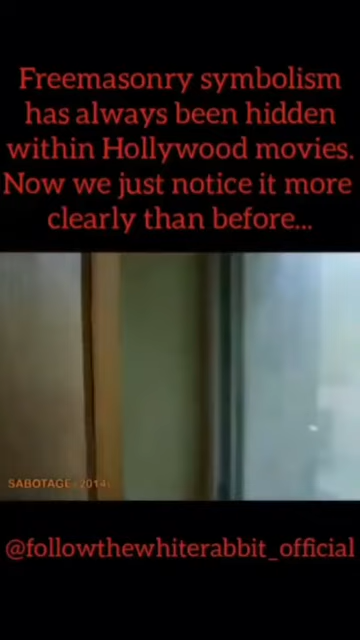 Freemasonry symbolism
has always been hidden
within Hollywood movies.
Now we just notice it more
clearly than before...
SABOTAGE (2014)
@followthewhiterabbit_official